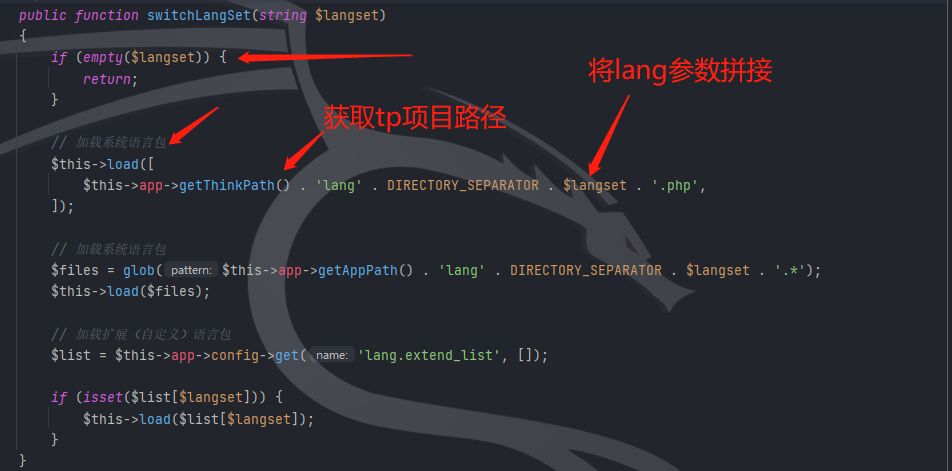 public function switchLangSet(string $langset)
{
if (empty($langset)) {
return;
}
将lang参数拼接
获取tp项目路径
// 加载系统语言包
$this->load([
$this->app->getThinkPath() . 'lang' . DIRECTORY_SEPARATOR . $langset . '.php',
]);
// 加载系统语言包
$files = glob( pattern: $this->app->getAppPath() . 'lang' . DIRECTORY_SEPARATOR . $langset . '.*');
$this->load($files);
// 加载扩展（自定义）语言包
$list = $this->app->config->get( name: 'lang.extend_list', []);
if (isset($list[$langset])) {
$this->load($list[$langset]);
}
}